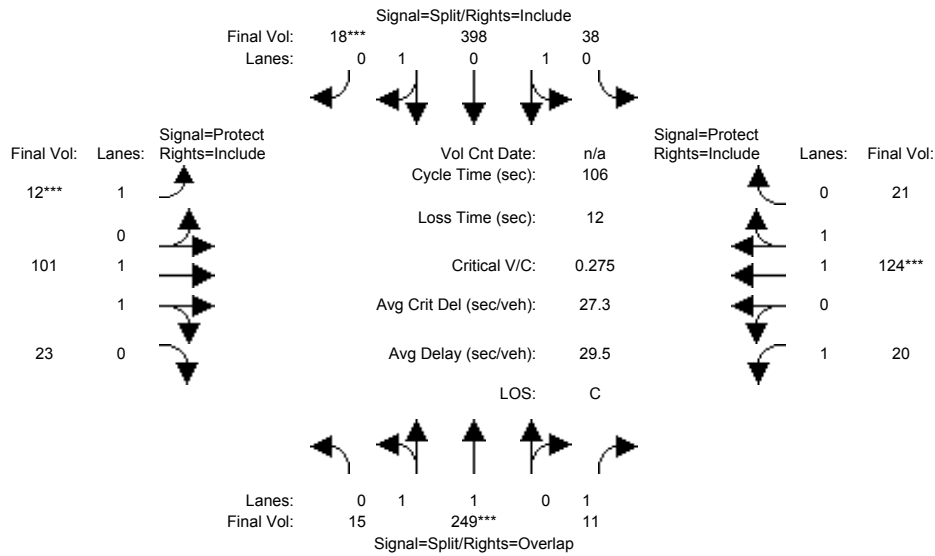 Signal=Split/Rights=Include
Final Vol: 18*** 398 38
Lanes: 0 1 0 1 0
Signal=Protect
Final Vol: Lanes: Rights=Include
Vol Cnt Date: n/a
Cycle Time (sec): 106
Signal=Protect
Rights=Include Lanes: Final Vol:
12*** 1
0 21
Loss Time (sec): 12
0
1
101 1
Critical V/C: 0.275
1 124***
1
Avg Crit Del (sec/veh): 27.3
0
23 0
Avg Delay (sec/veh): 29.5
1 20
LOS: C
Lanes: 0 1 1 0 1
Final Vol: 15 249*** 11
Signal=Split/Rights=Overlap